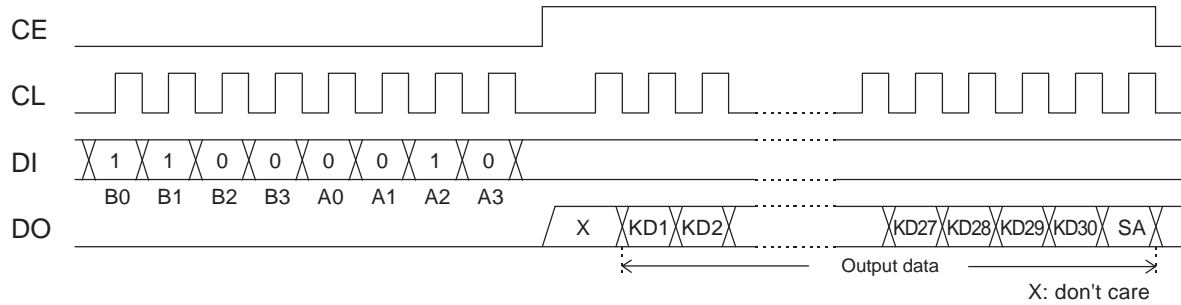 CE
CL
DI
1 1 0 0 0 0 1 0
B0 B1 B2 B3 A0 A1 A2 A3
DO
X KD1 KD2 KD27 KD28 KD29 KD30 SA
Output data
X: don't care